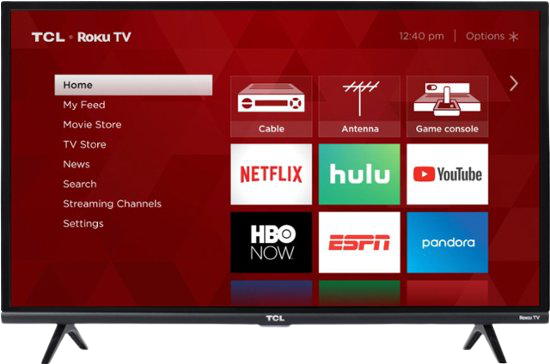 TCL • Roku TV
12:40 pm | Options
Home
My Feed
Movie Store
TV Store
News
Search
Streaming Channels
Settings
Cable
Antenna
Game console
NETFLIX
hulu
YouTube
HBO
NOW
ESPN
pandora
TCL
Roku TV